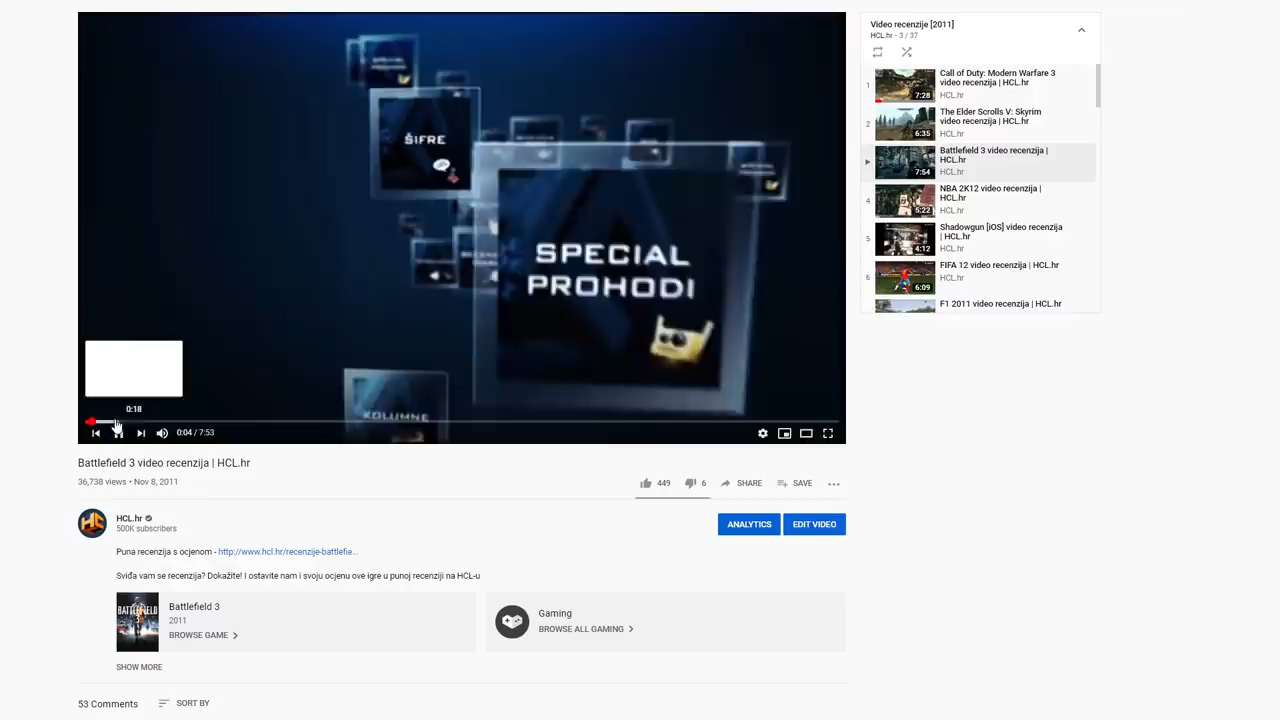 SPECIAL
PROHODI
ŠIFRE
KOLUMNE
0:18
0:04 / 7:53
Battlefield 3 video recenzija | HCL.hr
36,738 views • Nov 8, 2011
449
6
SHARE
SAVE
HCL.hr
500K subscribers
ANALYTICS
EDIT VIDEO
Puna recenzija s ocjenom - http://www.hcl.hr/recenzije-battlefie...
Sviđa vam se recenzija? Dokažite! I ostavite nam i svoju ocjenu ove igre u punoj recenziji na HCL-u
BATTLEFIELD 3
Battlefield 3
2011
BROWSE GAME
Gaming
BROWSE ALL GAMING
SHOW MORE
53 Comments
SORT BY
Video recenzije [2011]
HCL.hr - 3 / 37
1
7:28
Call of Duty: Modern Warfare 3
video recenzija | HCL.hr
HCL.hr
2
6:35
The Elder Scrolls V: Skyrim
video recenzija | HCL.hr
HCL.hr
7:54
Battlefield 3 video recenzija |
HCL.hr
HCL.hr
4
5:22
NBA 2K12 video recenzija |
HCL.hr
HCL.hr
5
4:12
Shadowgun [iOS] video recenzija
| HCL.hr
HCL.hr
6
6:09
FIFA 12 video recenzija | HCL.hr
HCL.hr
F1 2011 video recenzija | HCL.hr